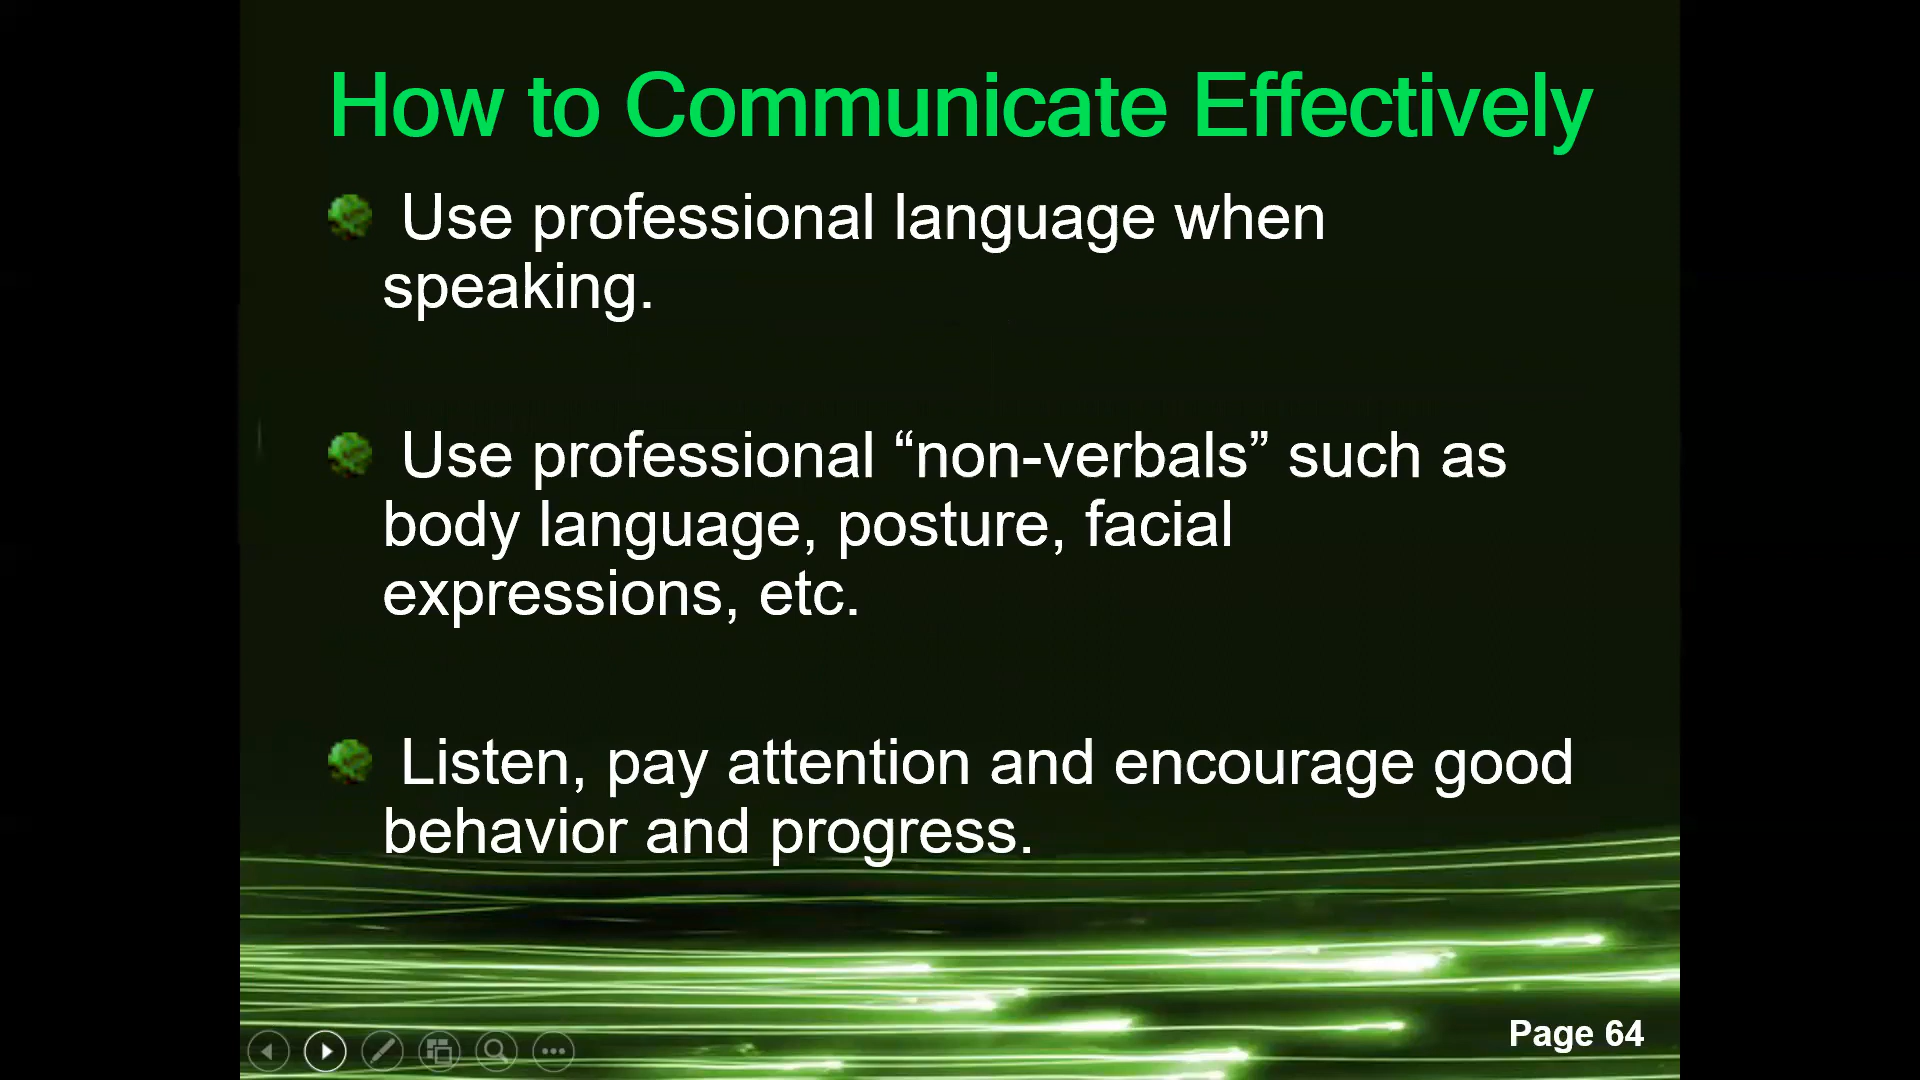 How to Communicate Effectively
Use professional language when
speaking.
Use professional “non-verbals” such as
body language, posture, facial
expressions, etc.
Listen, pay attention and encourage good
behavior and progress.
Page 64